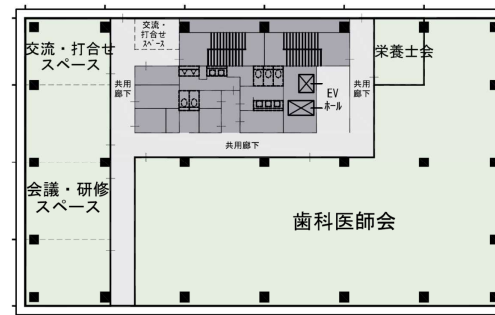 交流・打合せ
スペース
交流・
打合せ
スペース
栄養士会
共用
廊下
EV
ホール
共用
廊下
共用廊下
会議・研修
スペース
歯科医師会